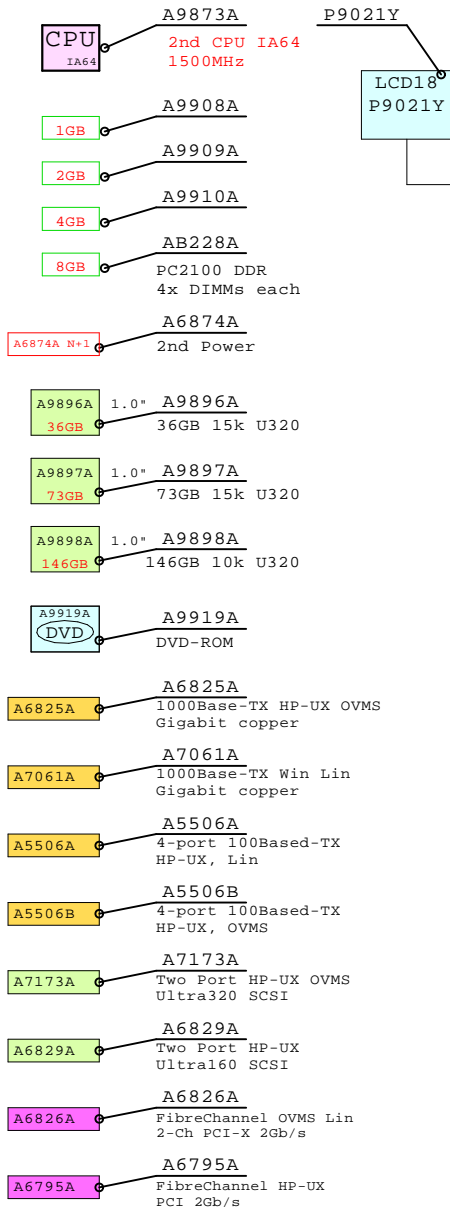 A9873A
P9021Y
CPU
IA64
2nd CPU IA64
1500MHz
LCD18
P9021Y
A9908A
1GB
A9909A
2GB
A9910A
4GB
AB228A
8GB
PC2100 DDR
4x DIMMs each
A6874A
A6874A N+1
2nd Power
A9896A
1.0" A9896A
36GB
36GB 15k U320
A9897A
1.0" A9897A
73GB
73GB 15k U320
A9898A
1.0" A9898A
146GB
146GB 10k U320
A9919A
DVD
A9919A
DVD-ROM
A6825A
A6825A
1000Base-TX HP-UX OVMS
Gigabit copper
A7061A
A7061A
1000Base-TX Win Lin
Gigabit copper
A5506A
A5506A
4-port 100Based-TX
HP-UX, Lin
A5506B
A5506B
4-port 100Based-TX
HP-UX, OVMS
A7173A
A7173A
Two Port HP-UX OVMS
Ultra320 SCSI
A6829A
A6829A
Two Port HP-UX
Ultra160 SCSI
A6826A
A6826A
FibreChannel OVMS Lin
2-Ch PCI-X 2Gb/s
A6795A
A6795A
FibreChannel HP-UX
PCI 2Gb/s